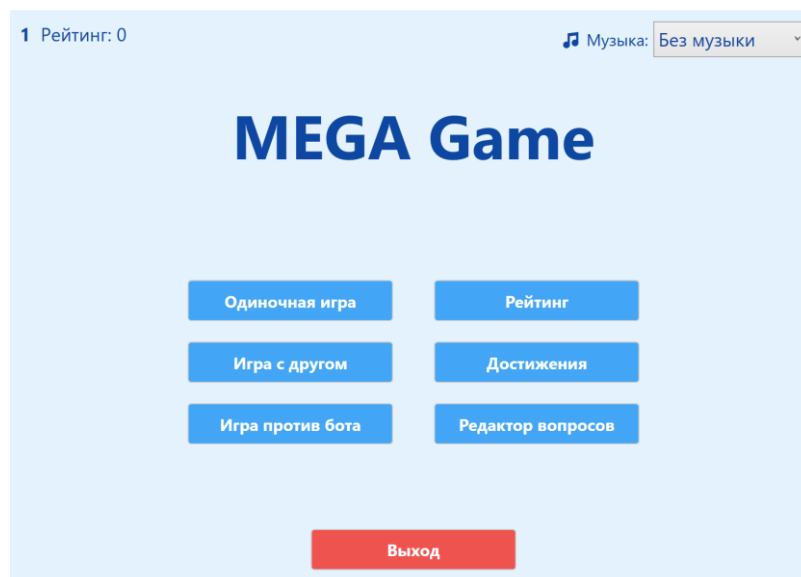 1 Рейтинг: 0
Музыка: Без музыки
MEGA Game
Одиночная игра
Рейтинг
Игра с другом
Достижения
Игра против бота
Редактор вопросов
Выход